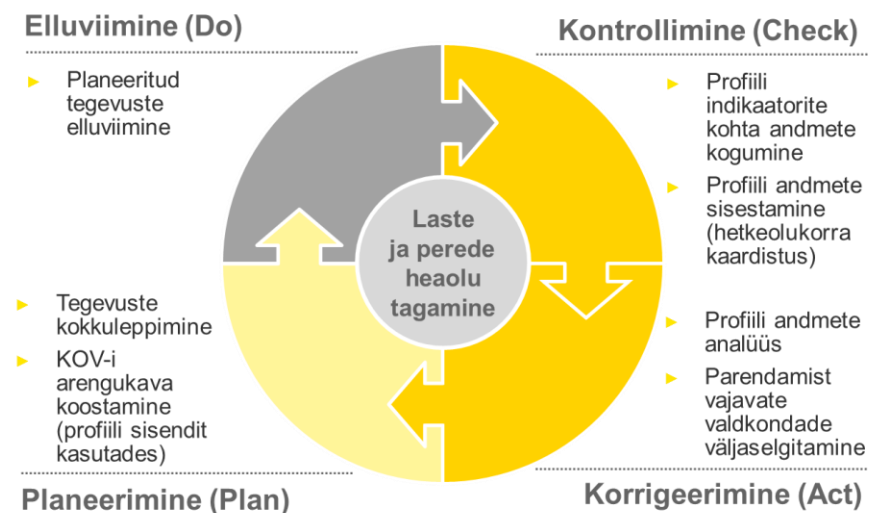 Elluviimine (Do)
Planeeritud
tegevuste
elluviimine
Kontrollimine (Check)
Profiili
indikaatorite
kohta andmete
kogumine
Profiili andmete
sisestamine
(hetkeolukorra
kaardistus)
Laste
ja perede
heaolu
tagamine
Tegevuste
kokkuleppimine
KOV-i
arengukava
koostamine
(profiili sisendit
kasutades)
Planeerimine (Plan)
Profiili andmete
analüüs
Parendamist
vajavate
valdkondade
väljaselgitamine
Korrigeerimine (Act)